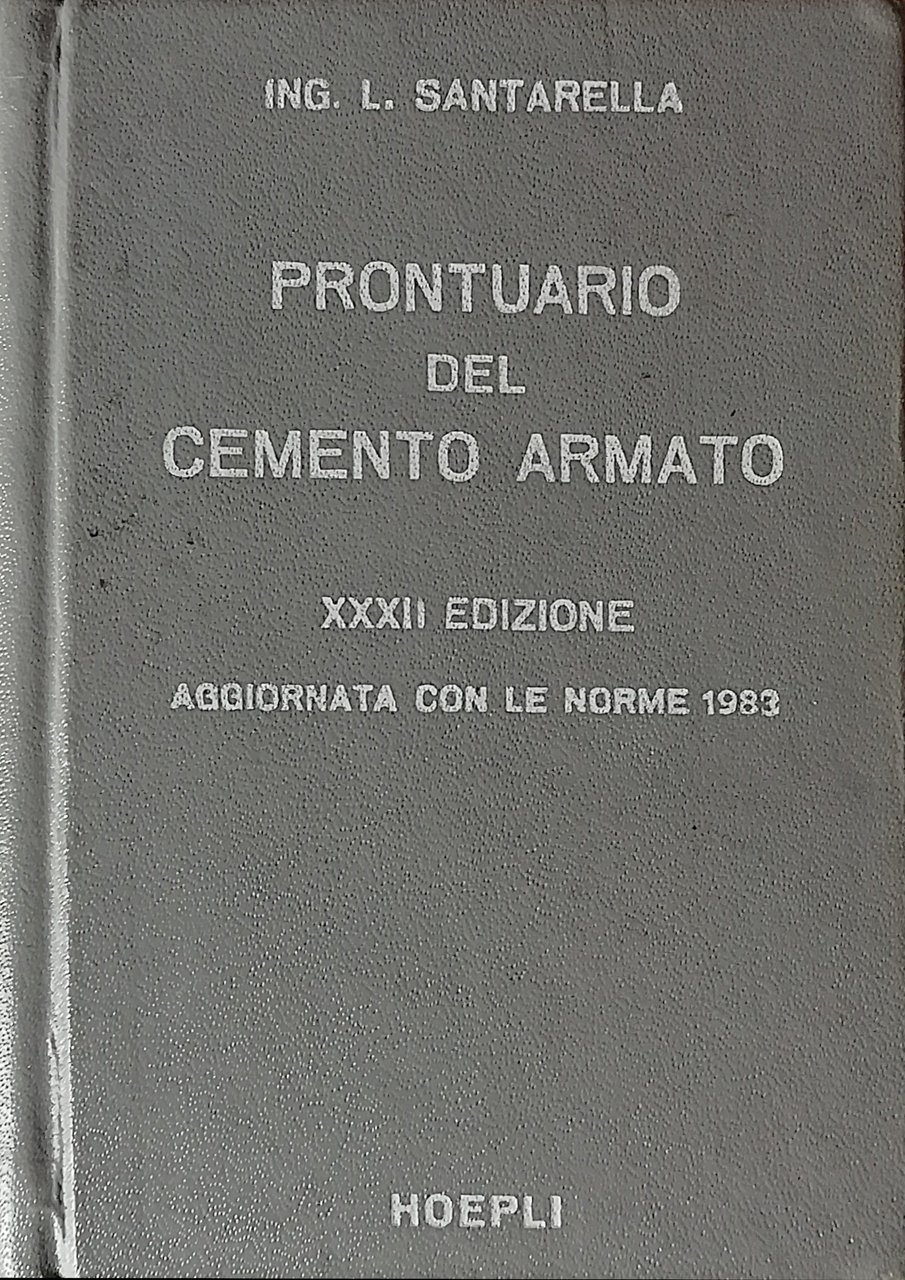 ING. L. SANTARELLA
PRONTUARIO
DEL
CEMENTO ARMATO
XXXII EDIZIONE
AGGIORNATA CON LE NORME 1983
HOEPLI